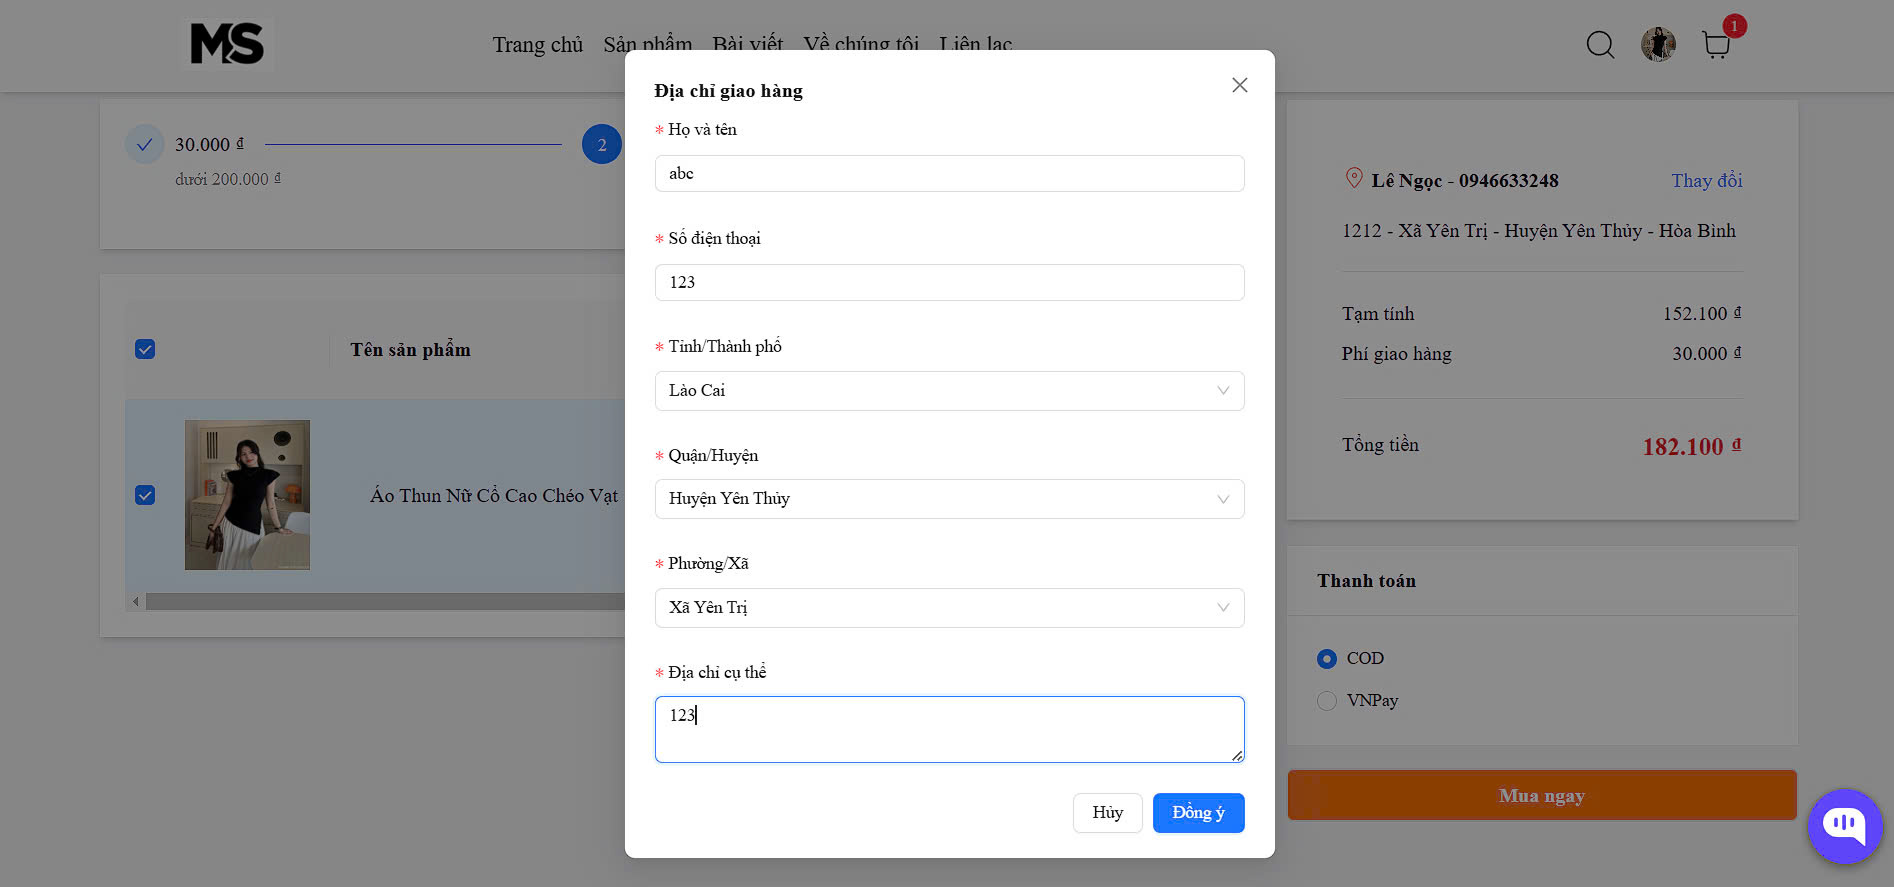 MS
Trang chủ Sản phẩm Bài viết Về chúng tôi Liên lạc
1
30.000 ₫
dưới 200.000 ₫
2
Tên sản phẩm
Áo Thun Nữ Cổ Cao Chéo Vạt
Địa chỉ giao hàng
* Họ và tên
abc
* Số điện thoại
123
* Tỉnh/Thành phố
Lào Cai
* Quận/Huyện
Huyện Yên Thủy
* Phường/Xã
Xã Yên Trị
* Địa chỉ cụ thể
123
Hủy Đồng ý
Lê Ngọc - 0946633248 Thay đổi
1212 - Xã Yên Trị - Huyện Yên Thủy - Hòa Bình
Tạm tính 152.100 ₫
Phí giao hàng 30.000 ₫
Tổng tiền 182.100 ₫
Thanh toán
COD
VNPay
Mua ngay